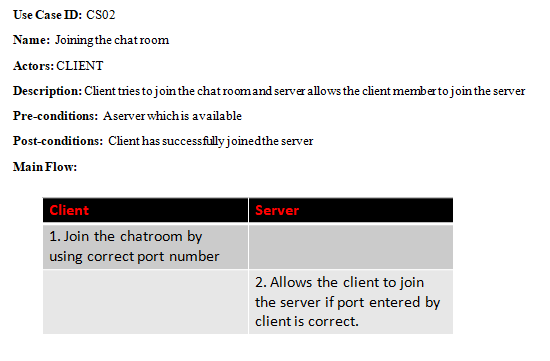 Use Case ID: CS02
Name: Joining the chat room
Actors: CLIENT
Description: Client tries to join the chat room and server allows the client member to join the server
Pre-conditions: A server which is available
Post-conditions: Client has successfully joined the server
Main Flow:
Client Server
1. Join the chatroom by
using correct port number
2. Allows the client to join
the server if port entered by
client is correct.